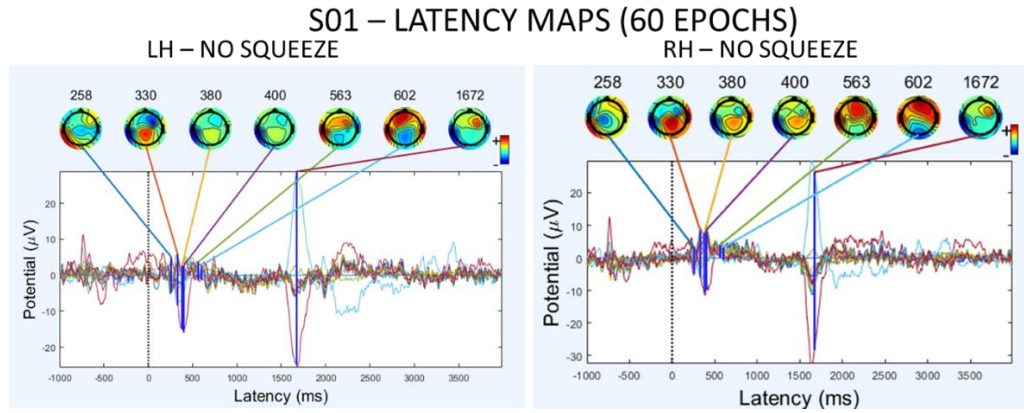 S01 – LATENCY MAPS (60 EPOCHS)
LH – NO SQUEEZE
258 330 380 400 563 602 1672
+
-
20
10
0
-10
-20
Potential (μV)
-1000 -500 0 500 1000 1500 2000 2500 3000 3500
Latency (ms)
RH – NO SQUEEZE
258 330 380 400 563 602 1672
+
-
20
10
0
-10
-20
-30
Potential (μV)
-1000 -500 0 500 1000 1500 2000 2500 3000 3500
Latency (ms)